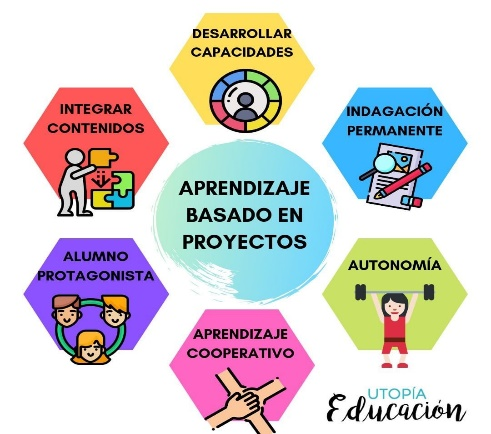 DESARROLLAR
CAPACIDADES
INTEGRAR
CONTENIDOS
INDAGACIÓN
PERMANENTE
APRENDIZAJE
BASADO EN
PROYECTOS
ALUMNO
PROTAGONISTA
AUTONOMÍA
APRENDIZAJE
COOPERATIVO
UTOPÍA
Educación